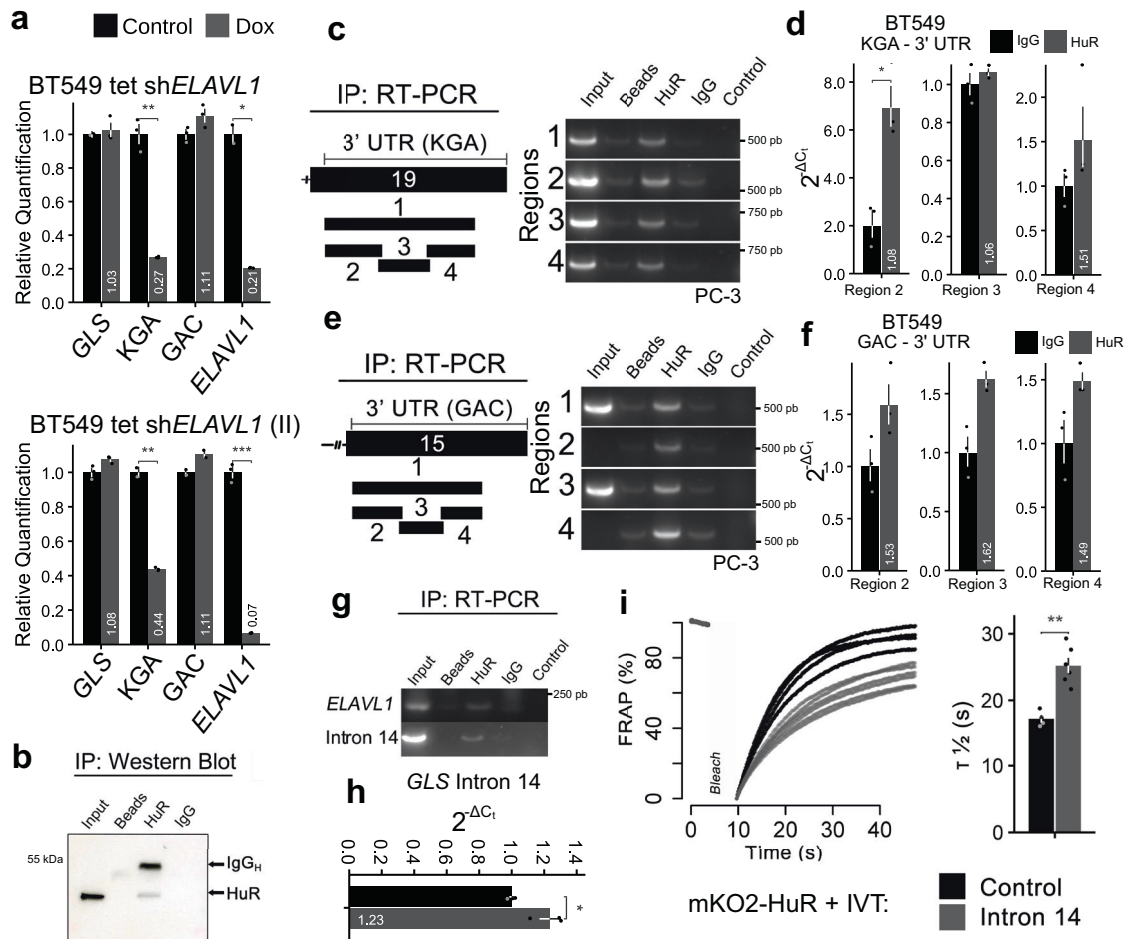 a
Control Dox
BT549 tet shELAVL1
Relative Quantification
1.0
0.8
0.6
0.4
0.2
0.0
** *
1.03 0.27 1.11 0.21
GLS KGA GAC ELAVL1
BT549 tet shELAVL1 (II)
Relative Quantification
1.0
0.8
0.6
0.4
0.2
0.0
** ***
1.08 0.44 1.11 0.07
GLS KGA GAC ELAVL1
b
IP: Western Blot
Input Beads HuR IgG
55 kDa
IgGH
HuR
c
IP: RT-PCR
3' UTR (KGA)
+
19
1
3
2 4
Input Beads HuR IgG Control
Regions
1 500 pb
2 500 pb
3 750 pb
4 750 pb
PC-3
d
BT549
KGA - 3' UTR
IgG HuR
2-ΔCt
8.0
6.0
4.0
2.0
0.0
*
1.08
Region 2
1.0
0.8
0.6
0.4
0.2
0.0
1.06
Region 3
2.0
1.5
1.0
0.5
0.0
1.51
Region 4
e
IP: RT-PCR
3' UTR (GAC)
15
1
3
2 4
Input Beads HuR IgG Control
Regions
1 500 pb
2 500 pb
3 500 pb
4 500 pb
PC-3
f
BT549
GAC - 3' UTR
IgG HuR
2-ΔCt
1.5
1.0
0.5
0.0
1.53
Region 2
1.5
1.0
0.5
0.0
1.62
Region 3
1.5
1.0
0.5
0.0
1.49
Region 4
g
IP: RT-PCR
Input Beads HuR IgG Control
250 pb
ELAVL1
Intron 14
h
GLS Intron 14
2-ΔCt
0.0 0.2 0.4 0.6 0.8 1.0 1.2 1.4
1.23
*
i
FRAP (%)
80
40
0
Bleach
0 10 20 30 40
Time (s)
T ½ (s)
30
20
10
0
**
mKO2-HuR + IVT:
Control
Intron 14